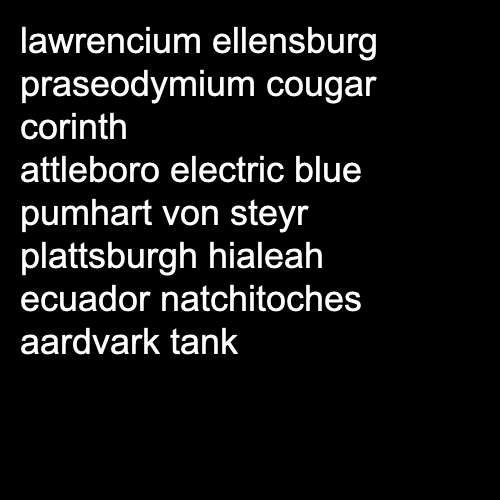 lawrencium ellensburg
praseodymium cougar
corinth
attleboro electric blue
pumhart von steyr
plattsburgh hialeah
ecuador natchitoches
aardvark tank